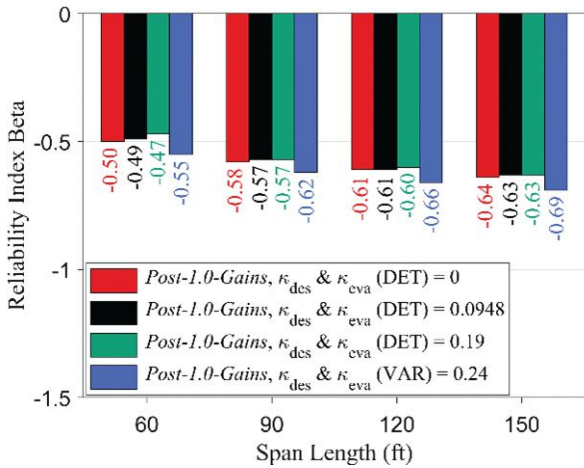 Reliability Index Beta
0
-0.5
-1
-1.5
-0.50
-0.49
-0.47
-0.55
-0.58
-0.57
-0.57
-0.62
-0.61
-0.61
-0.60
-0.66
-0.64
-0.63
-0.63
-0.69
Post-1.0-Gains, κdes & κeva (DET) = 0
Post-1.0-Gains, κdes & κeva (DET) = 0.0948
Post-1.0-Gains, κdes & κeva (DET) = 0.19
Post-1.0-Gains, κdes & κeva (VAR) = 0.24
60 90 120 150
Span Length (ft)